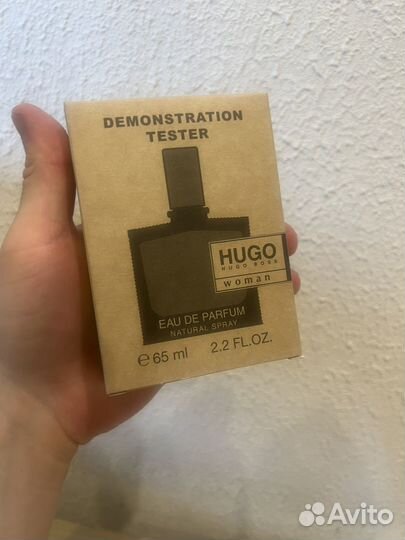 DEMONSTRATION
TESTER
HUGO
HUGO BOSS
woman
EAU DE PARFUM
NATURAL SPRAY
℮65 ml 2.2 FL.OZ.
Avito